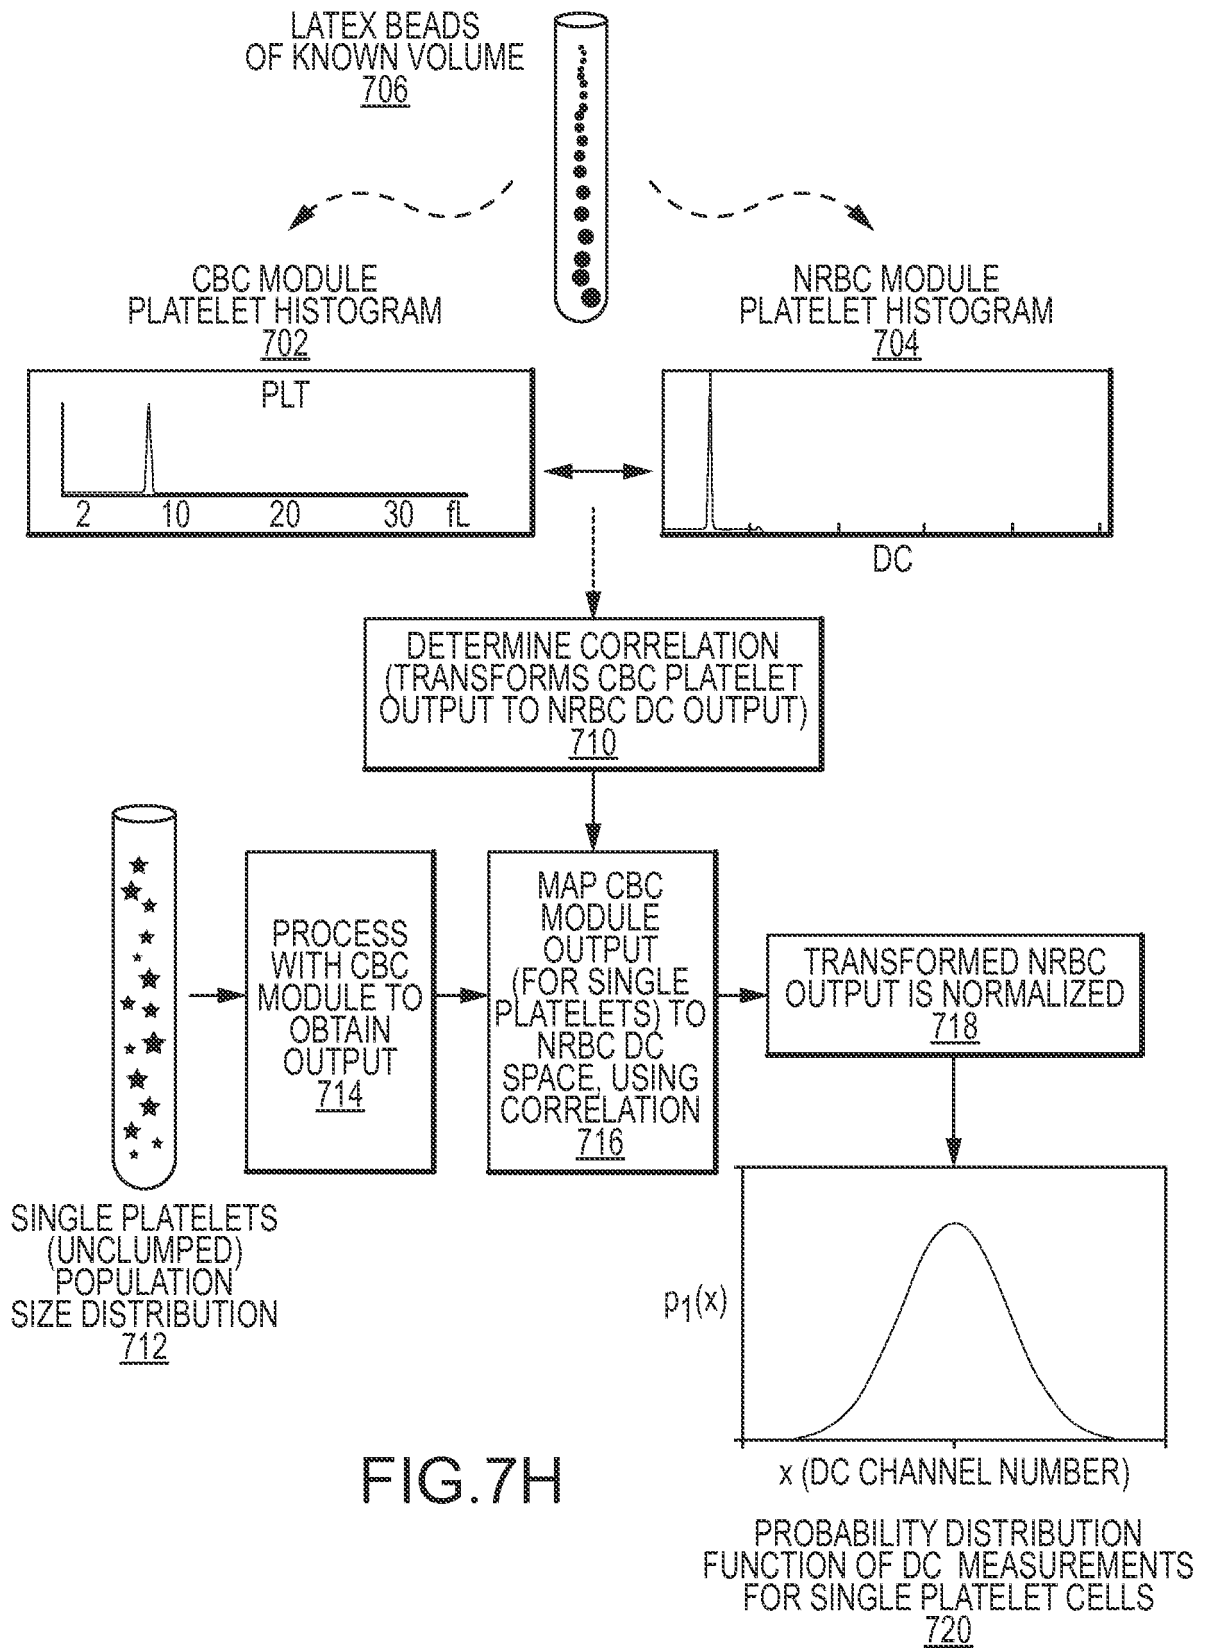 LATEX BEADS
OF KNOWN VOLUME
706
CBC MODULE
PLATELET HISTOGRAM
702
NRBC MODULE
PLATELET HISTOGRAM
704
PLT
2 10 20 30 fL
DC
DETERMINE CORRELATION
(TRANSFORMS CBC PLATELET
OUTPUT TO NRBC DC OUTPUT)
710
PROCESS
WITH CBC
MODULE TO
OBTAIN
OUTPUT
714
MAP CBC
MODULE
OUTPUT
(FOR SINGLE
PLATELETS) TO
NRBC DC
SPACE, USING
CORRELATION
716
TRANSFORMED NRBC
OUTPUT IS NORMALIZED
718
SINGLE PLATELETS
(UNCLUMPED)
POPULATION
SIZE DISTRIBUTION
712
p1(x)
x (DC CHANNEL NUMBER)
FIG.7H
PROBABILITY DISTRIBUTION
FUNCTION OF DC MEASUREMENTS
FOR SINGLE PLATELET CELLS
720